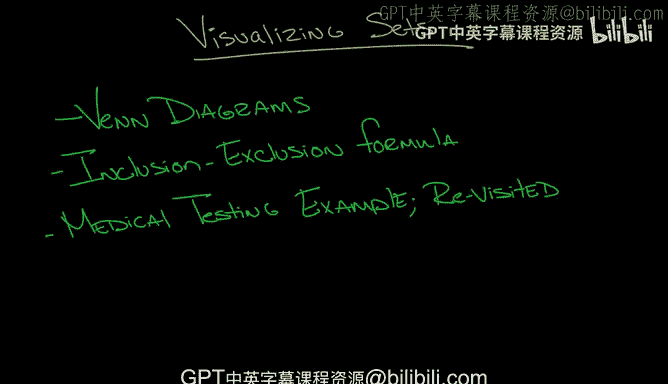 GPT中英字幕课程资源@bilibili.com
Visualizing Sets
GPT中英字幕课程资源 bilibili
- Venn Diagrams
- Inclusion-Exclusion formula
- Medical Testing Example; Re-visited
GPT中英字幕课程资源@bilibili.com